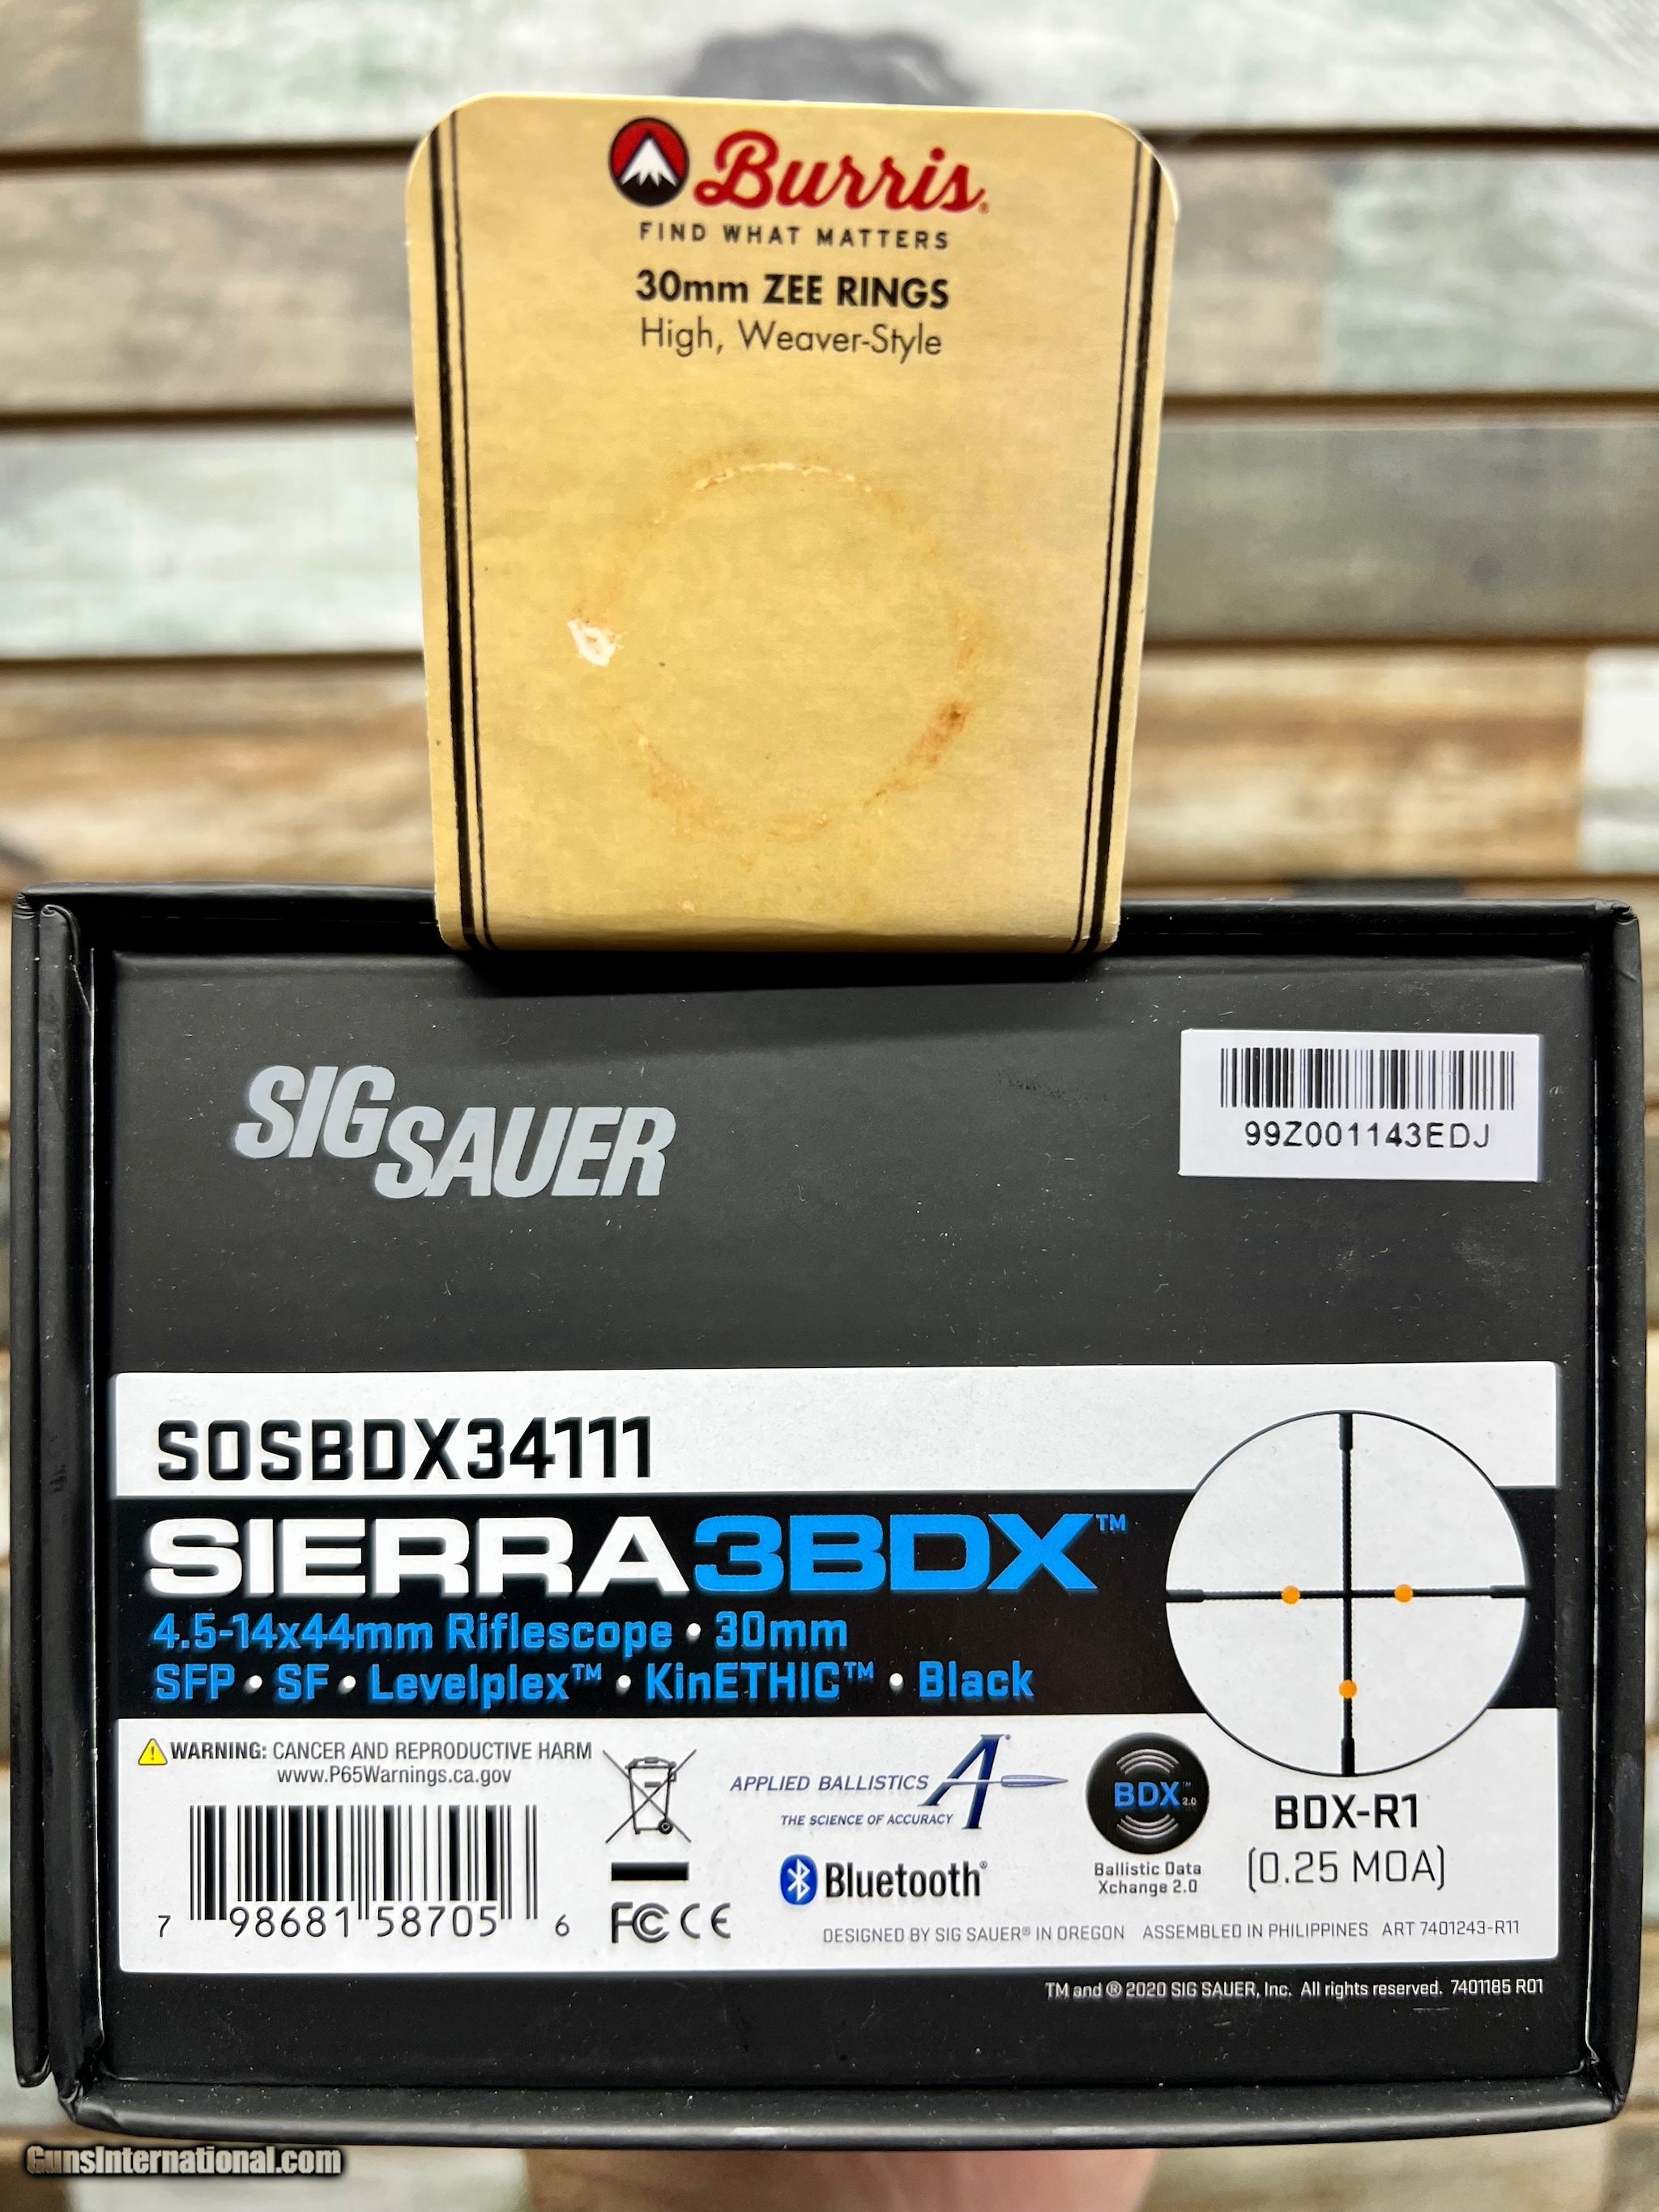 Burris®
FIND WHAT MATTERS
30mm ZEE RINGS
High, Weaver-Style
SIG SAUER
99Z001143EDJ
SOSBDX34111
SIERRA3BDX™
4.5-14x44mm Riflescope • 30mm
SFP • SF • Levelplex™ • KinETHIC™ • Black
WARNING: CANCER AND REPRODUCTIVE HARM
www.P65Warnings.ca.gov
7 98681 58705 6
FC CE
APPLIED BALLISTICS A®
THE SCIENCE OF ACCURACY
Bluetooth®
BDX™ 2.0
Ballistic Data
Xchange 2.0
BDX-R1
(0.25 MOA)
DESIGNED BY SIG SAUER® IN OREGON ASSEMBLED IN PHILIPPINES ART 7401243-R11
TM and ® 2020 SIG SAUER, Inc. All rights reserved. 7401185 R01
GunsInternational.com